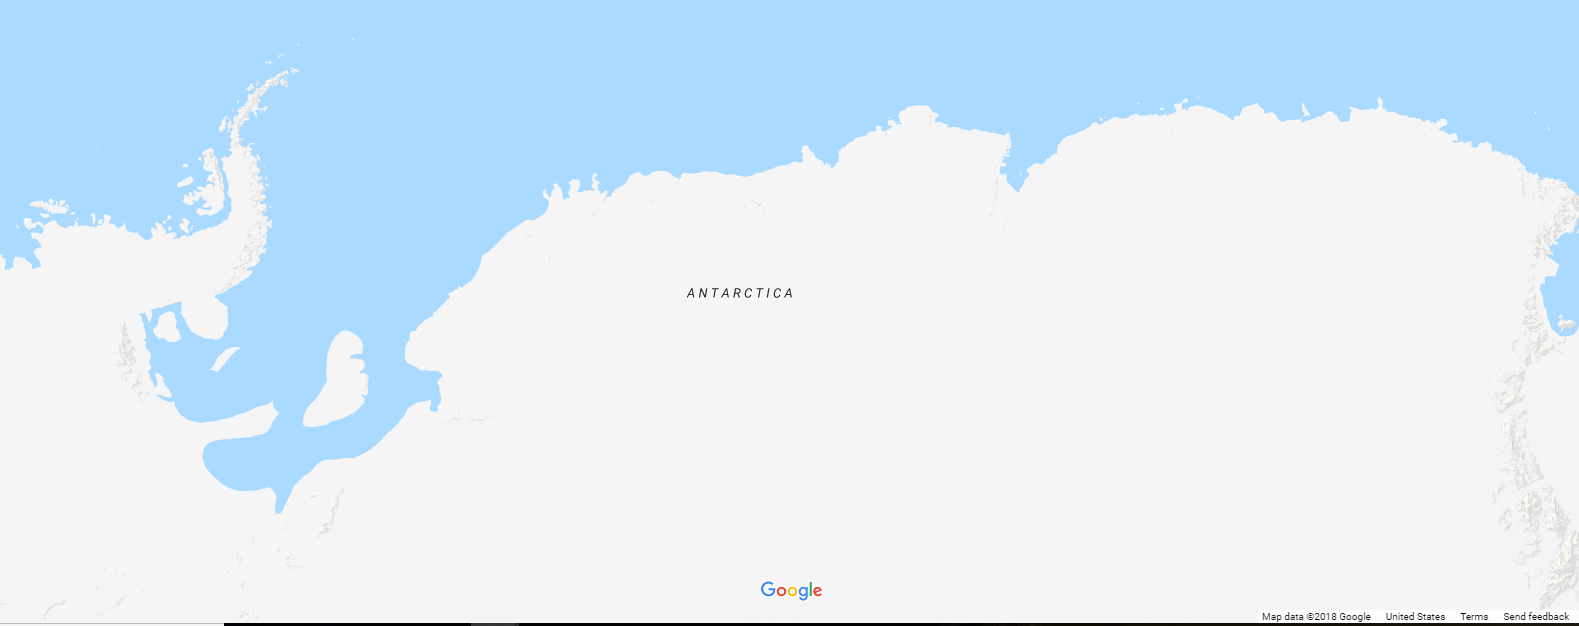 ANTARCTICA
Google
Map data ©2018 Google United States Terms Send feedback